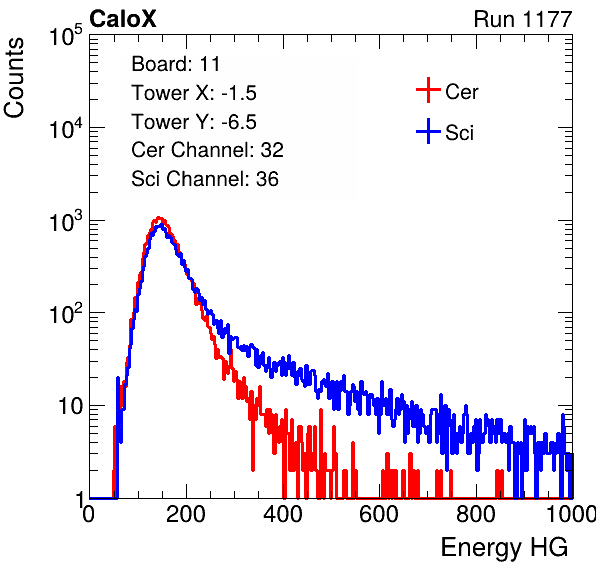 CaloX Run 1177
Counts
10^5
10^4
10^3
10^2
10
1
Board: 11
Tower X: -1.5
Tower Y: -6.5
Cer Channel: 32
Sci Channel: 36
Cer
Sci
0 200 400 600 800 1000
Energy HG